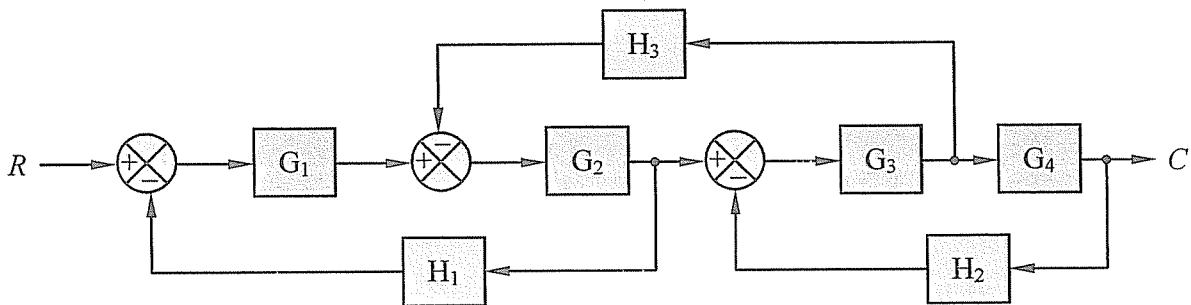 H₃
R + − G₁ + − G₂ + − G₃ G₄ C
H₁ H₂